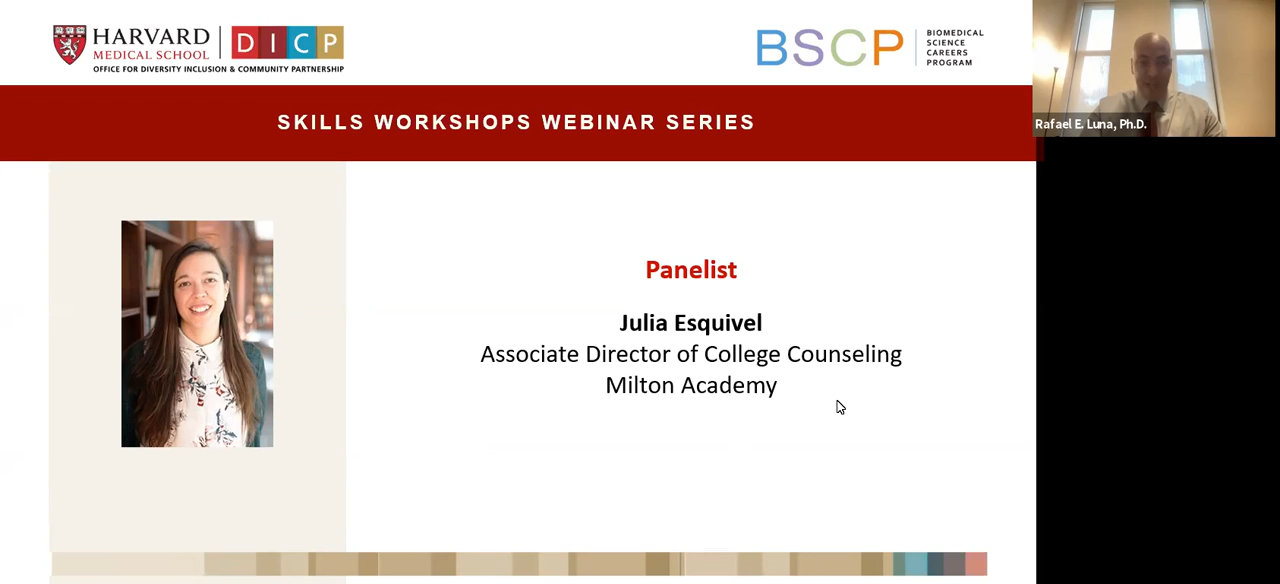 HARVARD
MEDICAL SCHOOL
DICP
OFFICE FOR DIVERSITY INCLUSION & COMMUNITY PARTNERSHIP
BSCP
BIOMEDICAL
SCIENCE
CAREERS
PROGRAM
SKILLS WORKSHOPS WEBINAR SERIES
Rafael E. Luna, Ph.D.
Panelist
Julia Esquivel
Associate Director of College Counseling
Milton Academy